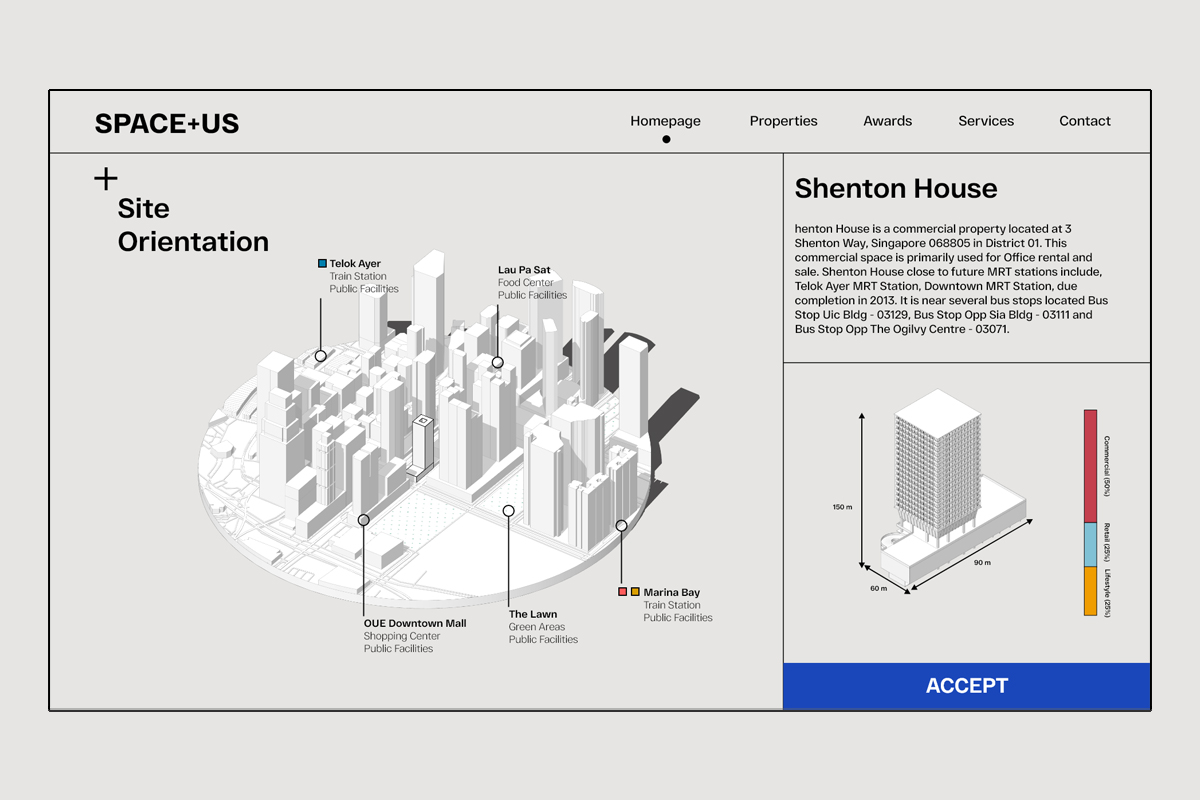 SPACE+US
Homepage
Properties
Awards
Services
Contact
Site
Orientation
Telok Ayer
Train Station
Public Facilities
Lau Pa Sat
Food Center
Public Facilities
OUE Downtown Mall
Shopping Center
Public Facilities
The Lawn
Green Areas
Public Facilities
Marina Bay
Train Station
Public Facilities
Shenton House
henton House is a commercial property located at 3
Shenton Way, Singapore 068805 in District 01. This
commercial space is primarily used for Office rental and
sale. Shenton House close to future MRT stations include,
Telok Ayer MRT Station, Downtown MRT Station, due
completion in 2013. It is near several bus stops located Bus
Stop Uic Bldg - 03129, Bus Stop Opp Sia Bldg - 03111 and
Bus Stop Opp The Ogilvy Centre - 03071.
150 m
60 m
90 m
Commercial (50%)
Retail (25%)
Lifestyle (25%)
ACCEPT